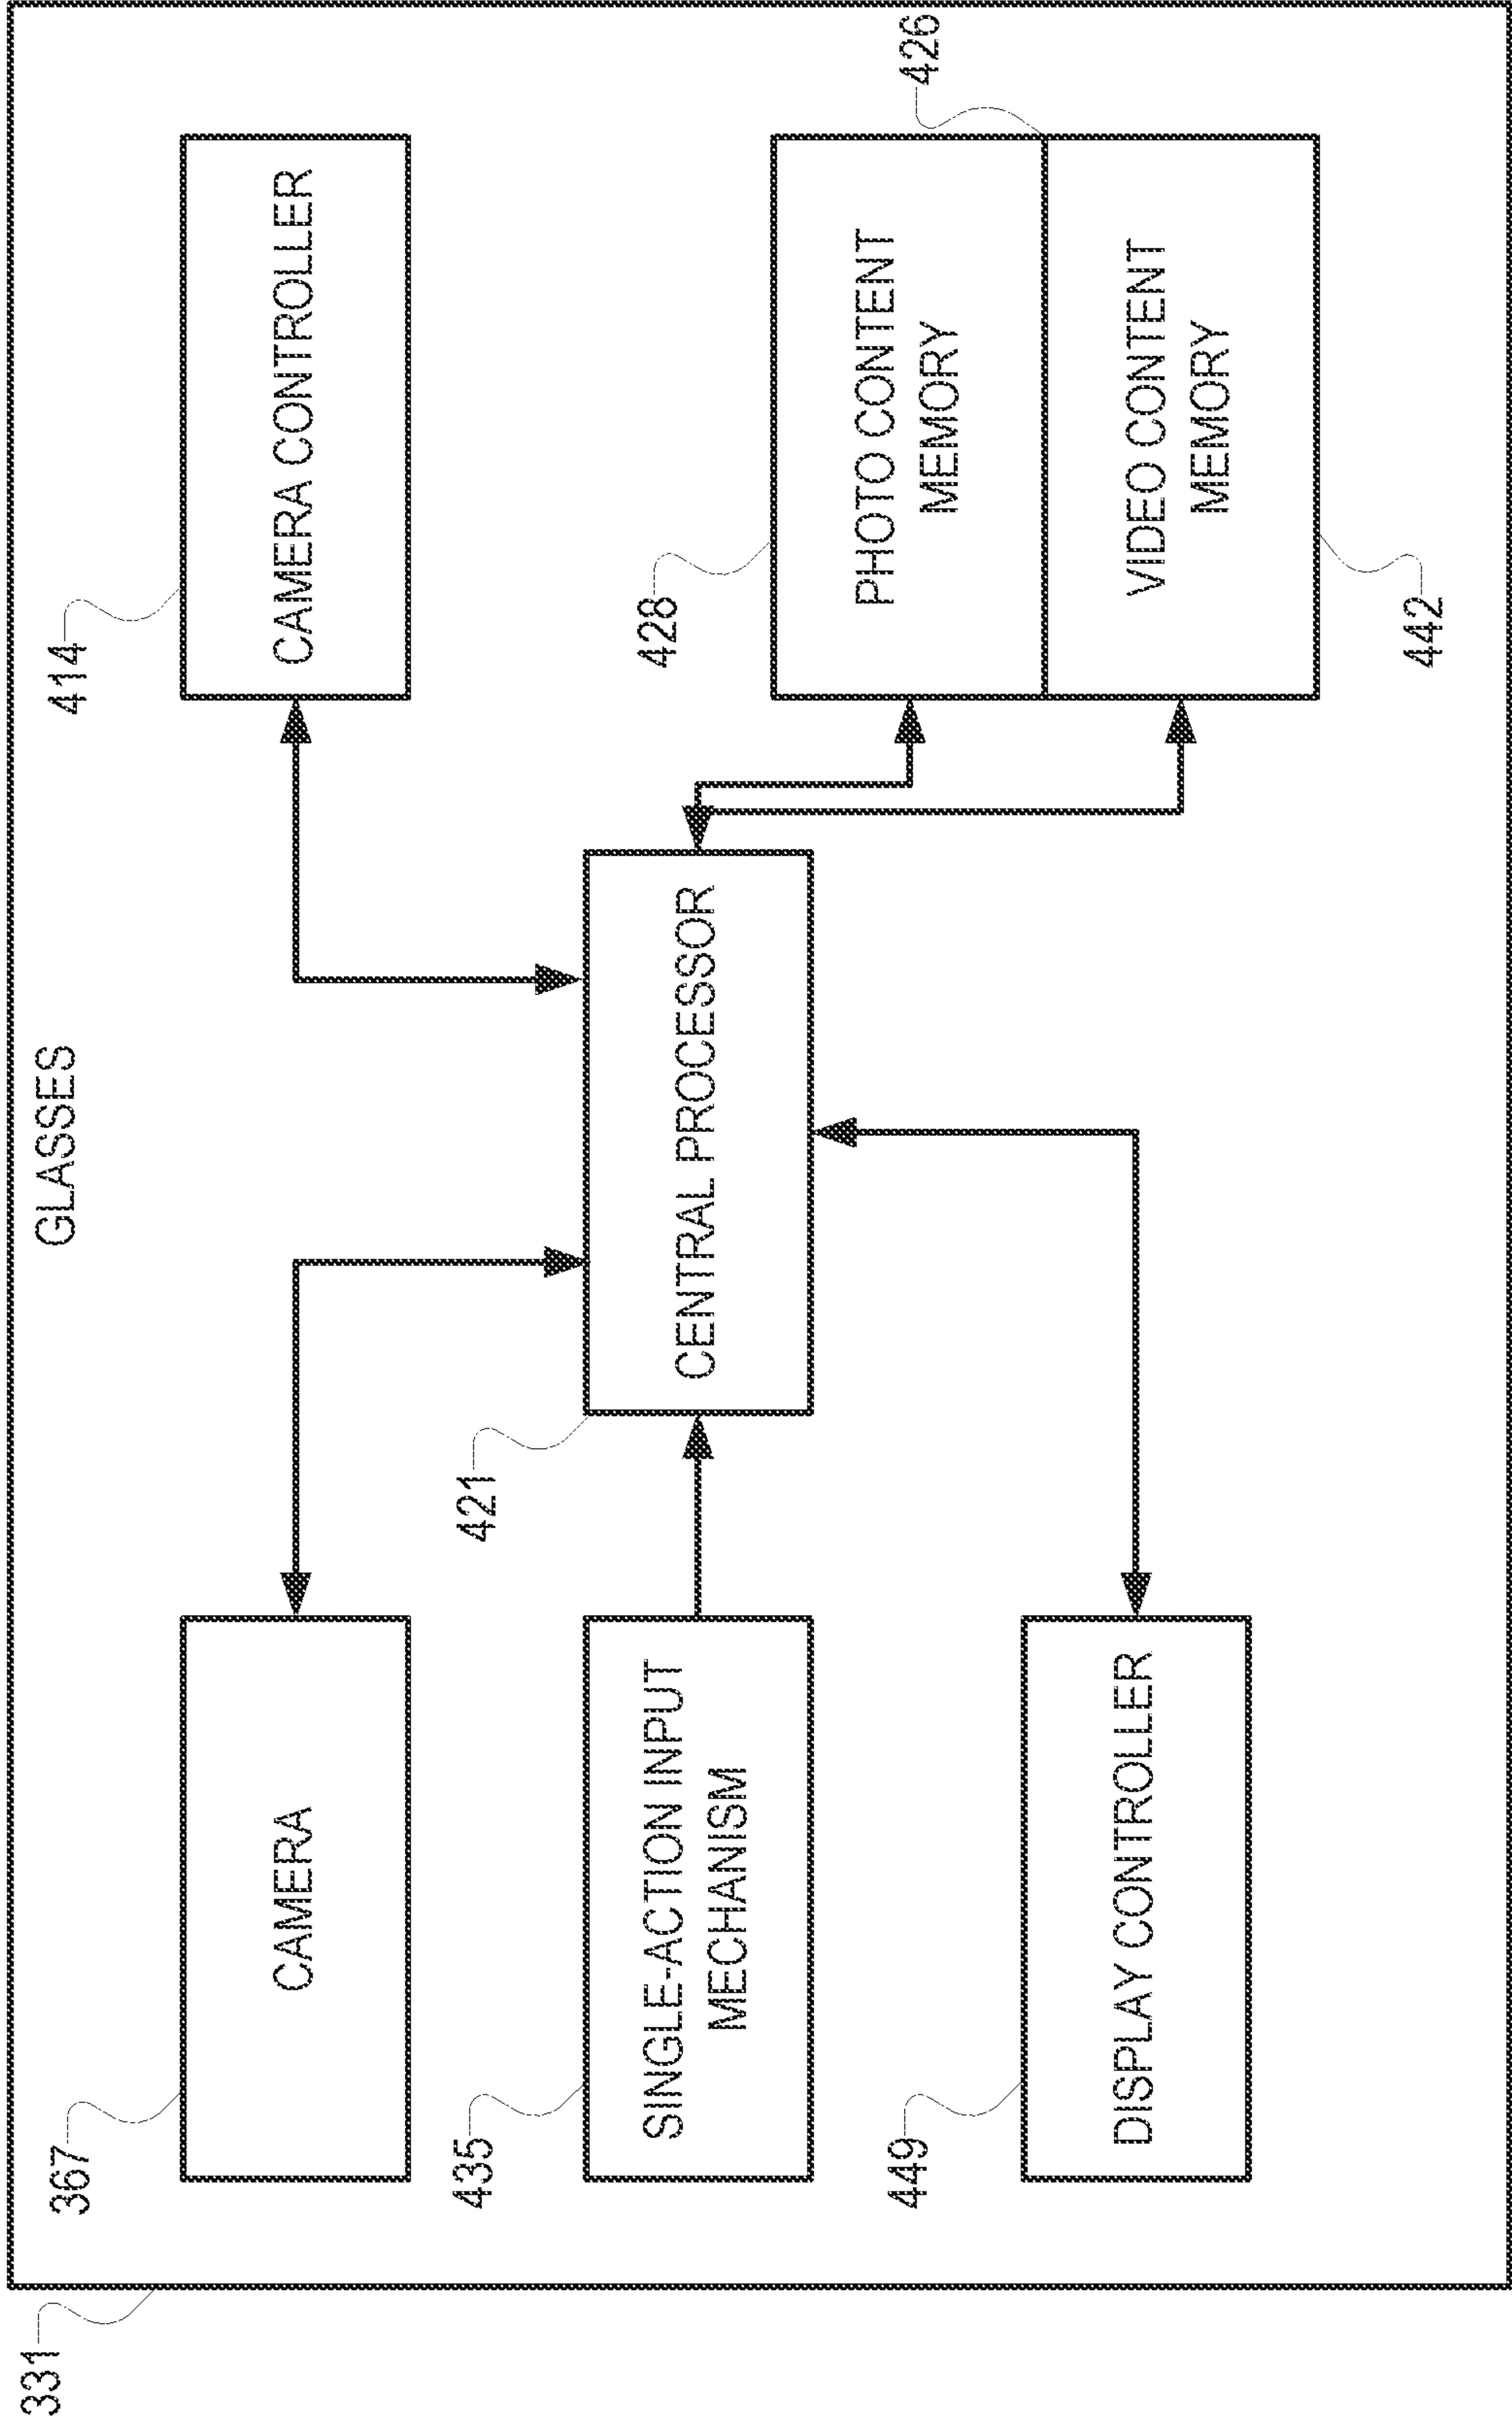 GLASSES
331
367
CAMERA
414
CAMERA CONTROLLER
421
CENTRAL PROCESSOR
435
SINGLE-ACTION INPUT
MECHANISM
428
PHOTO CONTENT
MEMORY
426
VIDEO CONTENT
MEMORY
442
449
DISPLAY CONTROLLER